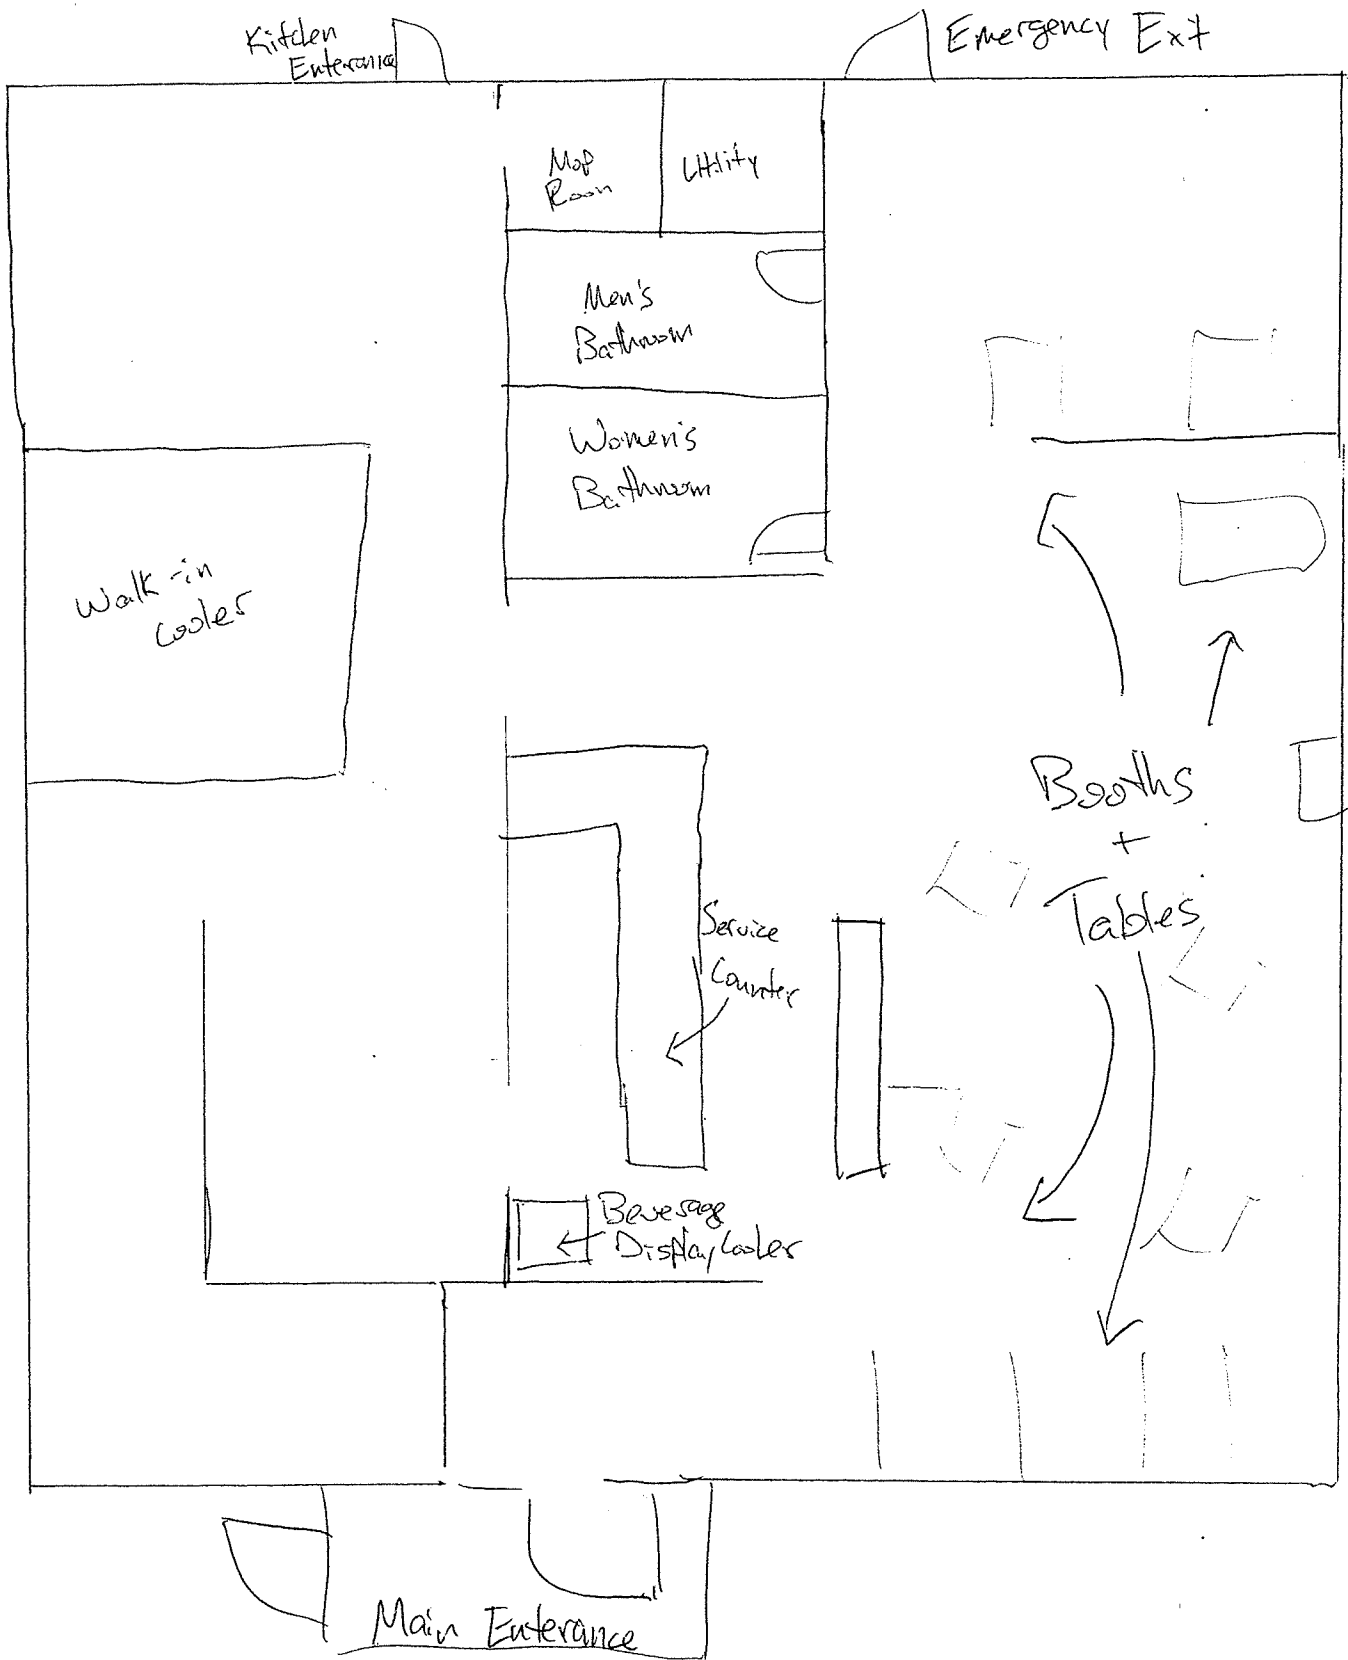 Kitchen
Enterance
Emergency Exit
Mop
Room
Utility
Men's
Bathroom
Women's
Bathroom
Walk-in
cooler
Booths
+
Tables
Service
Counter
Beverage
Display Cooler
Main Enterance